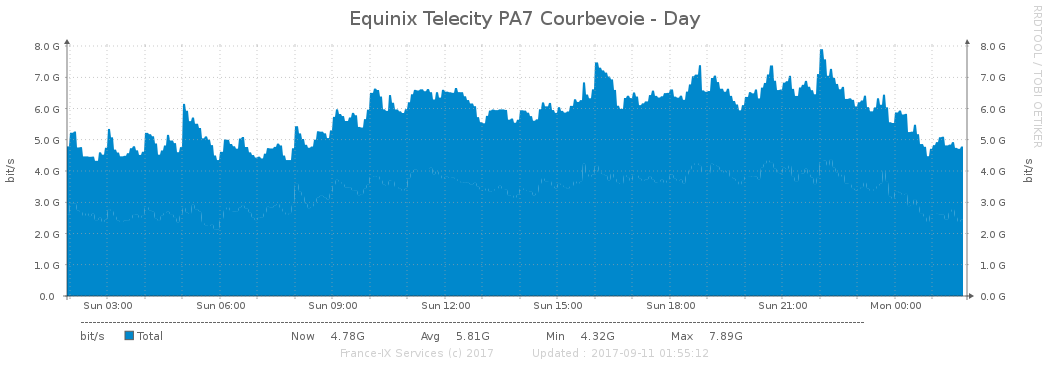 Equinix Telecity PA7 Courbevoie - Day
RRDTOOL / TOBI OETIKER
8.0 G 8.0 G
7.0 G 7.0 G
6.0 G 6.0 G
5.0 G 5.0 G
4.0 G 4.0 G
3.0 G 3.0 G
2.0 G 2.0 G
1.0 G 1.0 G
0.0 0.0 G
bit/s
bit/s
Sun 03:00 Sun 06:00 Sun 09:00 Sun 12:00 Sun 15:00 Sun 18:00 Sun 21:00 Mon 00:00
bit/s Total Now 4.78G Avg 5.81G Min 4.32G Max 7.89G
France-IX Services (c) 2017 Updated : 2017-09-11 01:55:12